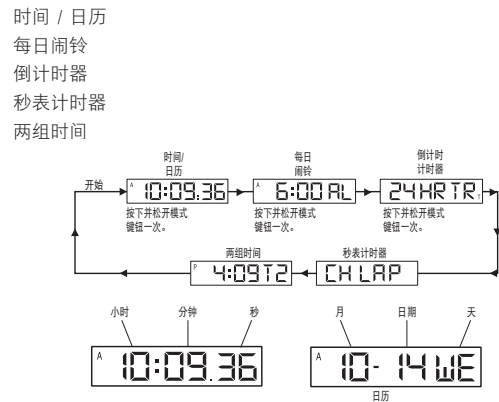 时间 / 日历
每日闹铃
倒计时器
秒表计时器
两组时间
时间/
日历
每日
闹铃
倒计时
计时器
开始
A 10:09.36
A 6:00 AL
24HR TR T
按下并松开模式
键钮一次。
按下并松开模式
键钮一次。
按下并松开模式
键钮一次。
两组时间
秒表计时器
P 4:09T2
CH LAP
小时 分钟 秒
月 日期 天
A 10:09.36
A 10- 14 WE
日历